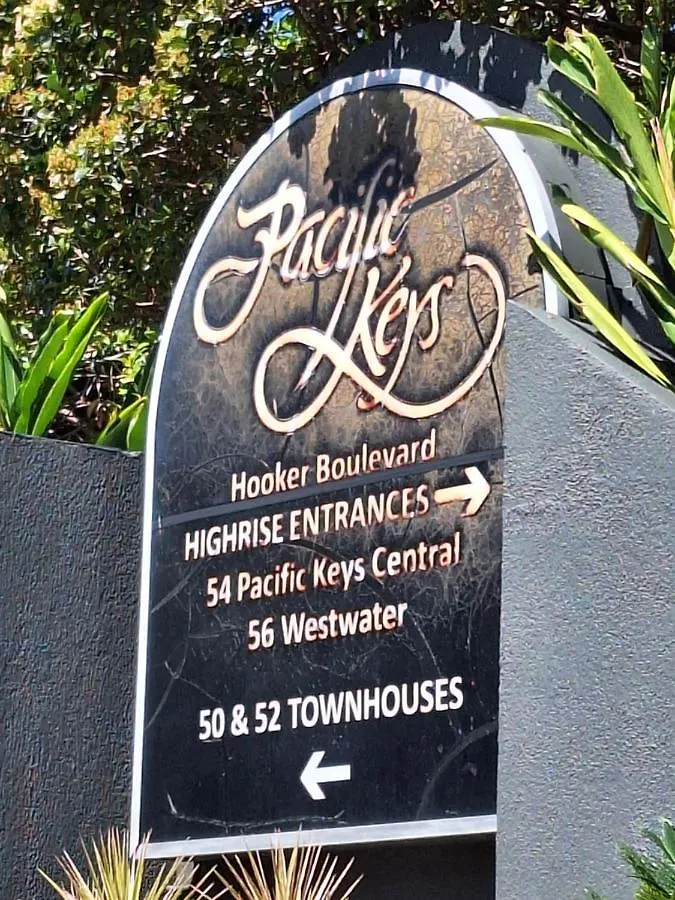 Pacific
Keys
Hooker Boulevard
HIGHRISE ENTRANCES →
54 Pacific Keys Central
56 Westwater
50 & 52 TOWNHOUSES
←